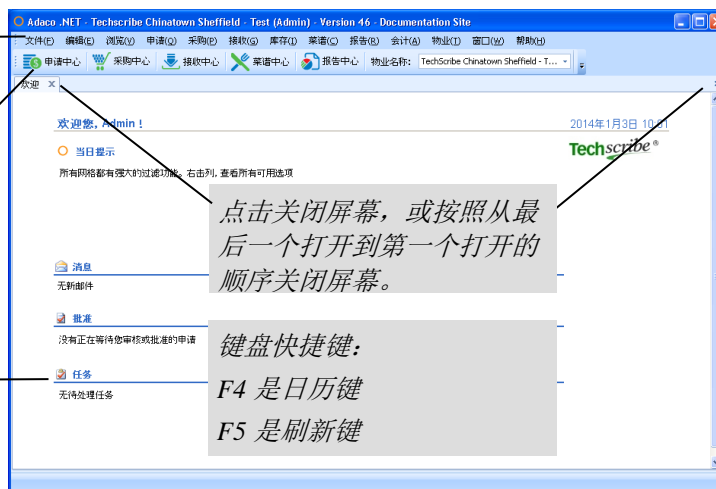 Adaco .NET - Techscribe Chinatown Sheffield - Test (Admin) - Version 46 - Documentation Site
文件(F) 编辑(E) 浏览(V) 申请(Q) 采购(P) 接收(G) 库存(I) 菜谱(C) 报告(R) 会计(A) 物业(T) 窗口(W) 帮助(H)
申请中心 采购中心 接收中心 菜谱中心 报告中心 物业名称: TechScribe Chinatown Sheffield - T...
欢迎 x
欢迎您, Admin !
2014年1月3日 10:01
当日提示
Techscribe®
所有网格都有强大的过滤功能。右击列, 查看所有可用选项
点击关闭屏幕，或按照从最
后一个打开到第一个打开的
顺序关闭屏幕。
消息
无新邮件
批准
没有正在等待您审核或批准的申请
键盘快捷键:
任务
F4 是日历键
无待处理任务
F5 是刷新键